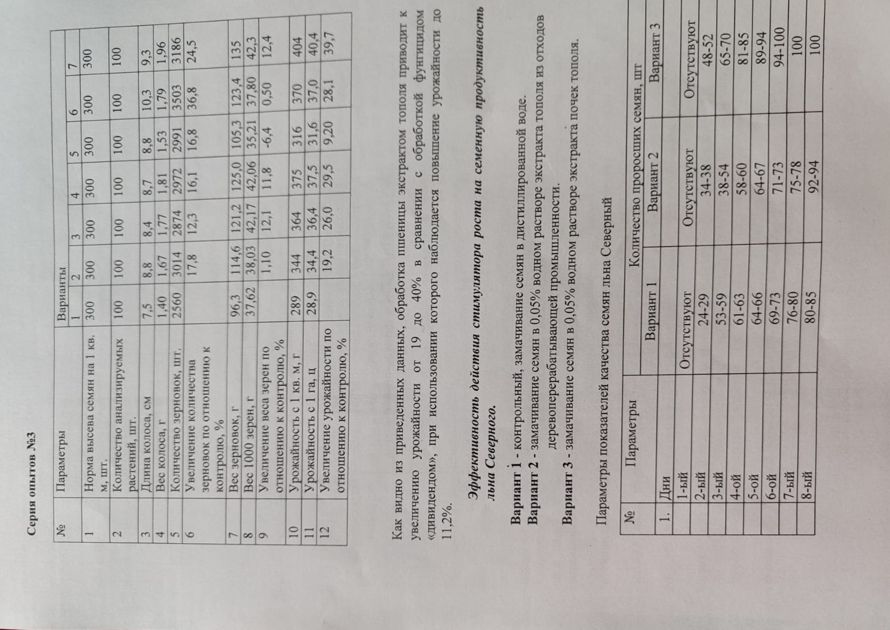 Серия опытов №3
№ Параметры Варианты
1 2 3 4 5 6 7
1 Норма высева семян на 1 кв. м, шт. 300 300 300 300 300 300 300
2 Количество анализируемых растений, шт. 100 100 100 100 100 100 100
3 Длина колоса, см 7,5 8,8 8,4 8,7 8,8 10,3 9,3
4 Вес колоса, г 1,40 1,67 1,77 1,81 1,53 1,79 1,96
5 Количество зерновок, шт. 2560 3014 2874 2972 2991 3503 3186
6 Увеличение количества зерновок по отношению к контролю, % 17,8 12,3 16,1 16,8 36,8 24,5
7 Вес зерновок, г 96,3 114,6 121,2 125,0 105,3 123,4 135
8 Вес 1000 зерен, г 37,62 38,03 42,17 42,06 35,21 37,80 42,3
9 Увеличение веса зерен по отношению к контролю, % 1,10 12,1 11,8 -6,4 0,50 12,4
10 Урожайность с 1 кв. м, г 289 344 364 375 316 370 404
11 Урожайность с 1 га, ц 28,9 34,4 36,4 37,5 31,6 37,0 40,4
12 Увеличение урожайности по отношению к контролю, % 19,2 26,0 29,5 9,20 28,1 39,7
Как видно из приведенных данных, обработка пшеницы экстрактом тополя приводит к
увеличению урожайности от 19 до 40% в сравнении с обработкой фунгицидом
«дивидендом», при использовании которого наблюдается повышение урожайности до
11,2%.
Эффективность действия стимулятора роста на семенную продуктивность
льна Северного.
Вариант 1 - контрольный, замачивание семян в дистиллированной воде.
Вариант 2 - замачивание семян в 0,05% водном растворе экстракта тополя из отходов
деревоперерабатывающей промышленности.
Вариант 3 - замачивание семян в 0,05% водном растворе экстракта почек тополя.
Параметры показателей качества семян льна Северный
№ Параметры Количество проросших семян, шт
Вариант 1 Вариант 2 Вариант 3
1. Дни
1-ый Отсутствуют Отсутствуют Отсутствуют
2-ый 24-29 34-38 48-52
3-ый 53-59 38-54 65-70
4-ой 61-63 58-60 81-85
5-ой 64-66 64-67 89-94
6-ой 69-73 71-73 94-100
7-ый 76-80 75-78 100
8-ый 80-85 92-94 100